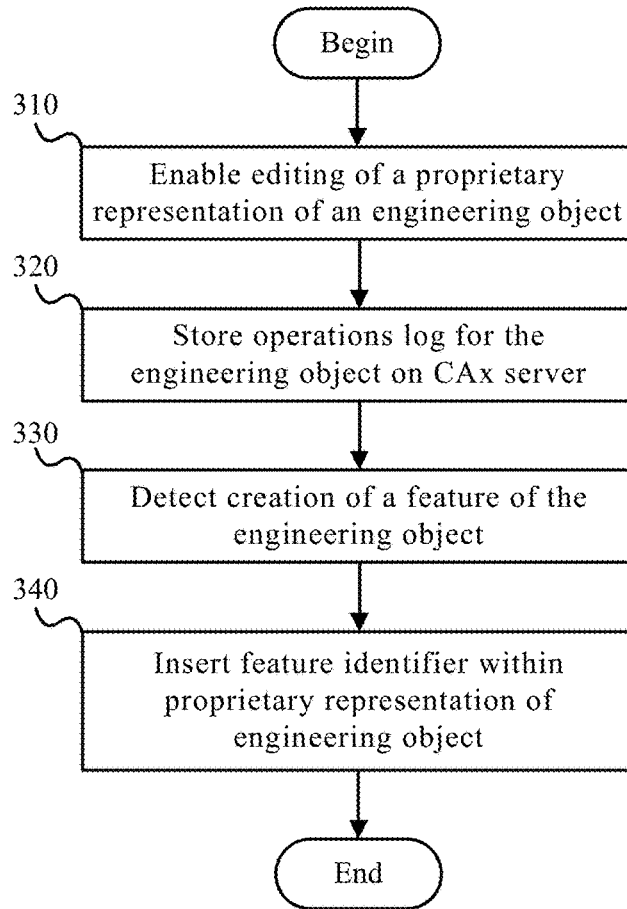 Begin
310
Enable editing of a proprietary
representation of an engineering object
320
Store operations log for the
engineering object on CAx server
330
Detect creation of a feature of the
engineering object
340
Insert feature identifier within
proprietary representation of
engineering object
End